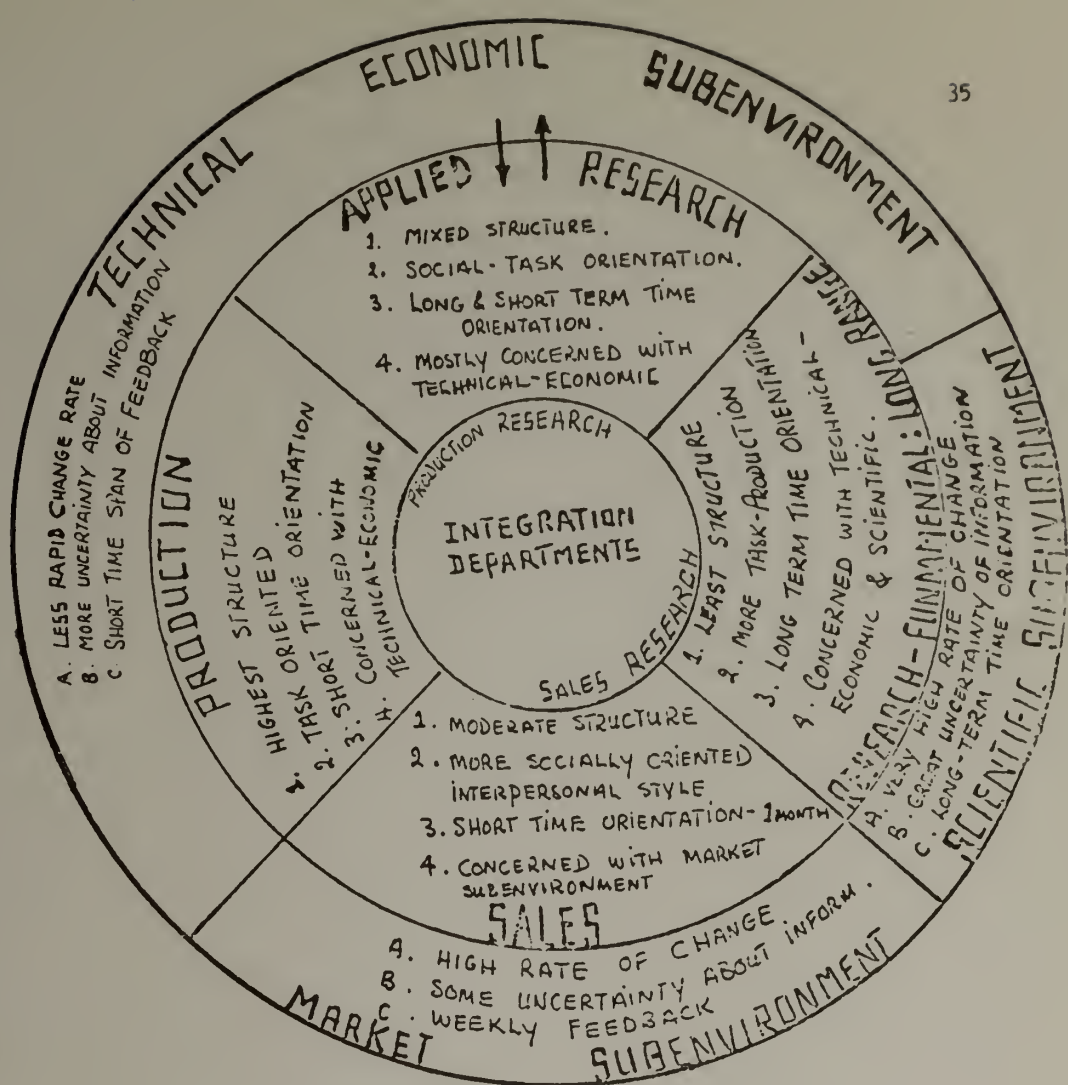 35
TECHNICAL ECONOMIC SUBENVIRONMENT
A. LESS RAPID CHANGE RATE
B. MORE UNCERTAINTY ABOUT INFORMATION
C. SHORT TIME SPAN OF FEEDBACK
APPLIED RESEARCH
1. MIXED STRUCTURE.
2. SOCIAL-TASK ORIENTATION.
3. LONG & SHORT TERM TIME
ORIENTATION.
4. MOSTLY CONCERNED WITH
TECHNICAL-ECONOMIC
PRODUCTION
1. HIGHEST STRUCTURE
2. TASK ORIENTED
3. SHORT TIME ORIENTATION
4. CONCERNED WITH
TECHNICAL-ECONOMIC
PRODUCTION RESEARCH
INTEGRATION
DEPARTMENTS
SALES RESEARCH
RESEARCH-FUNMMENTAL: LONG RANGE
1. LEAST STRUCTURE
2. MORE TASK-PRODUCTION
3. LONG TERM TIME ORIENTATION
4. CONCERNED WITH TECHNICAL-
ECONOMIC & SCIENTIFIC.
SCIENTIFIC SUBENVIRONMENT
A. VERY HIGH RATE OF CHANGE.
B. GREAT UNCERTAINTY OF INFORMATION
C. LONG-TERM TIME ORIENTATION
1. MODERATE STRUCTURE
2. MORE SOCIALLY ORIENTED
INTERPERSONAL STYLE
3. SHORT TIME ORIENTATION-1 MONTH
4. CONCERNED WITH MARKET
SUBENVIRONMENT
SALES
A. HIGH RATE OF CHANGE
B. SOME UNCERTAINTY ABOUT INFORM.
C. WEEKLY FEEDBACK
MARKET SUBENVIRONMENT